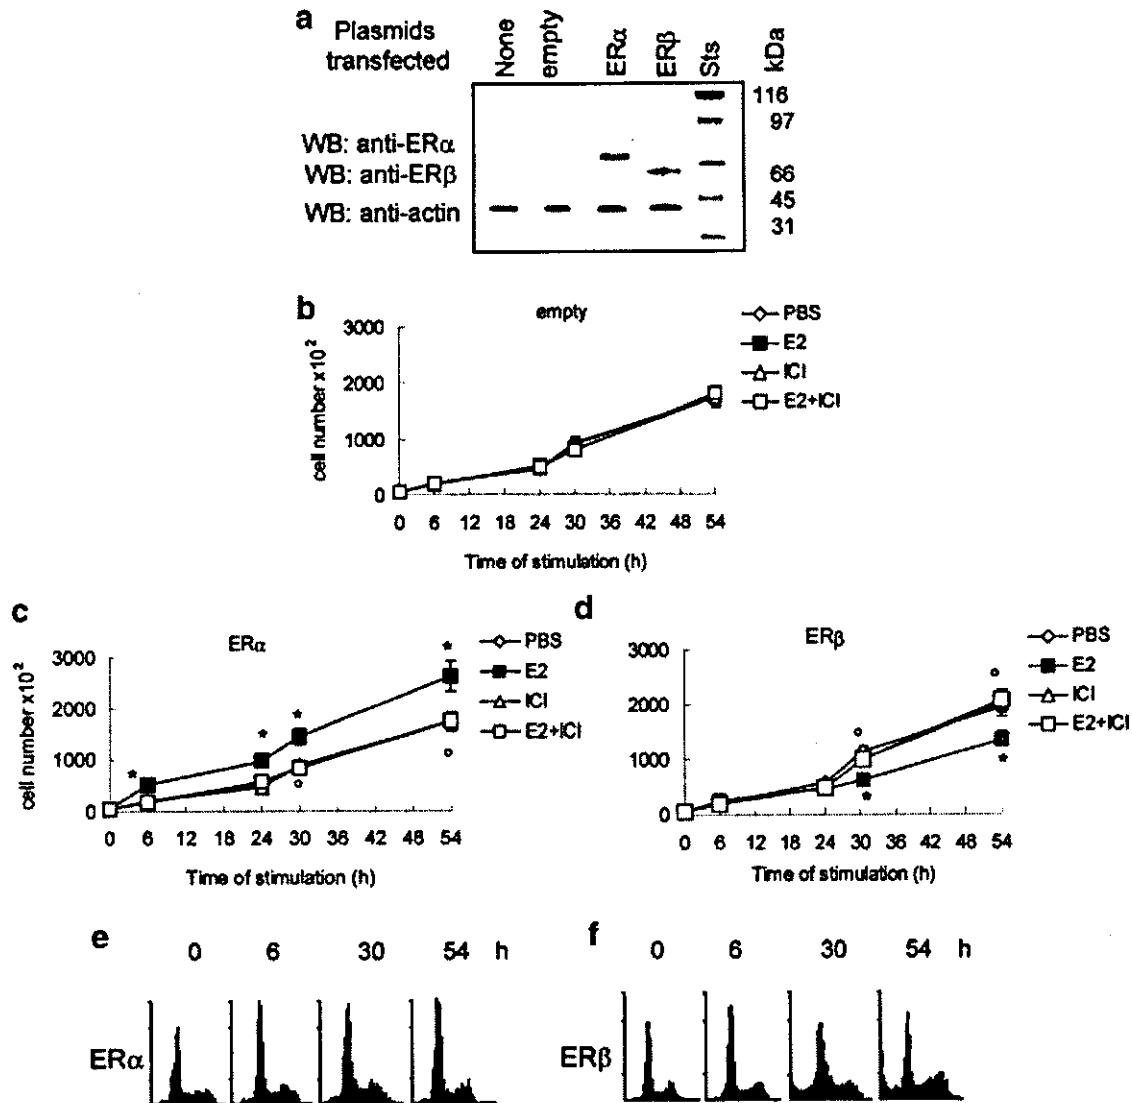 a
Plasmids transfected
None
empty
ERα
ERβ
Sts
kDa
116
97
66
45
31
WB: anti-ERα
WB: anti-ERβ
WB: anti-actin
b
empty
PBS
E2
ICI
E2+ICI
cell number x10²
3000
2000
1000
0
0 6 12 18 24 30 36 42 48 54
Time of stimulation (h)
c
ERα
PBS
E2
ICI
E2+ICI
cell number x10²
3000
2000
1000
0
* * * *
0 6 12 18 24 30 36 42 48 54
Time of stimulation (h)
d
ERβ
PBS
E2
ICI
E2+ICI
3000
2000
1000
0
* *
0 6 12 18 24 30 36 42 48 54
Time of stimulation (h)
e
0 6 30 54 h
ERα
f
0 6 30 54 h
ERβ